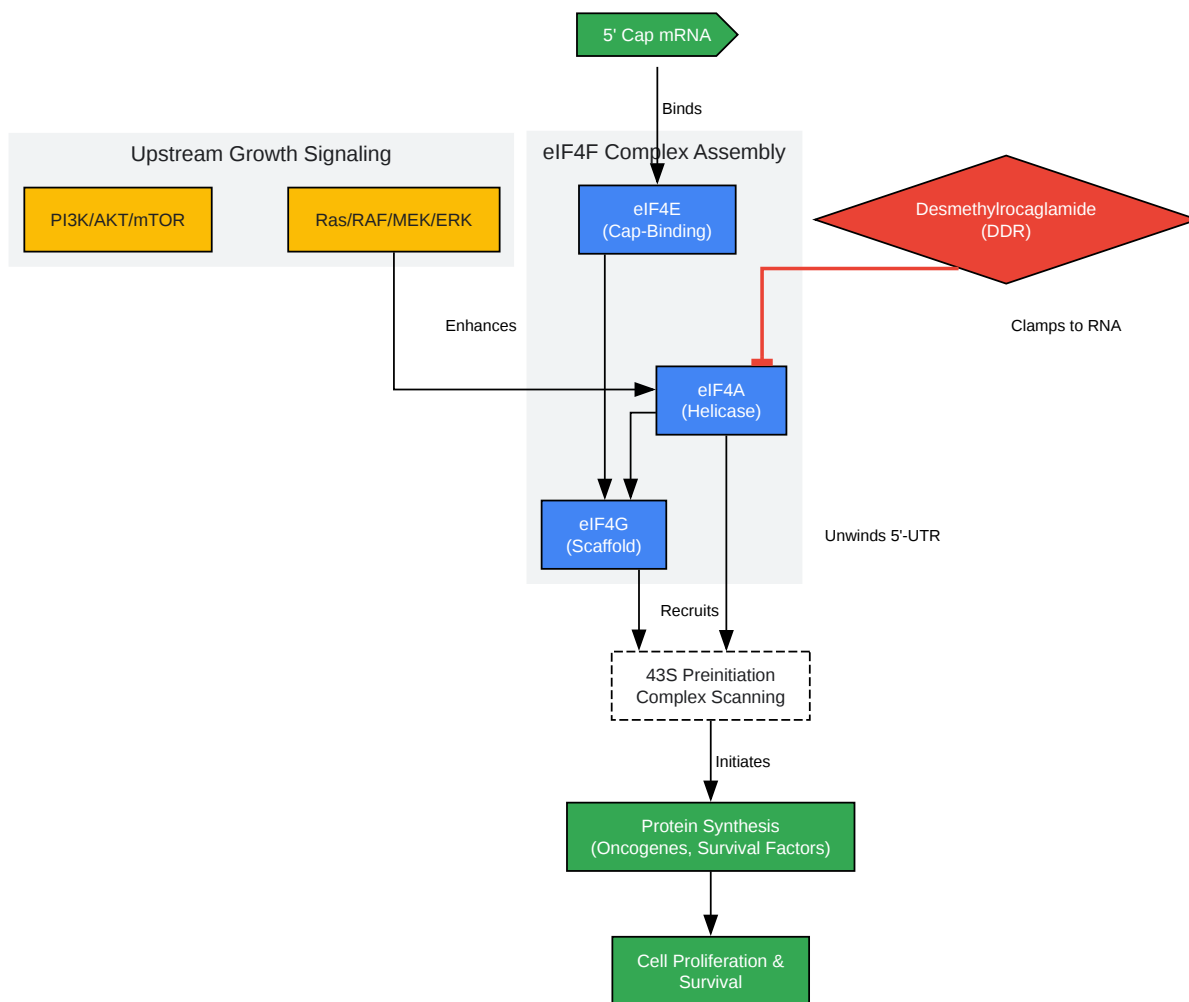 5' Cap mRNA
Binds
Upstream Growth Signaling
eIF4F Complex Assembly
PI3K/AKT/mTOR
Ras/RAF/MEK/ERK
eIF4E
(Cap-Binding)
Desmethylrocaglamide
(DDR)
Enhances
Clamps to RNA
eIF4A
(Helicase)
eIF4G
(Scaffold)
Unwinds 5'-UTR
Recruits
43S Preinitiation
Complex Scanning
Initiates
Protein Synthesis
(Oncogenes, Survival Factors)
Cell Proliferation &
Survival